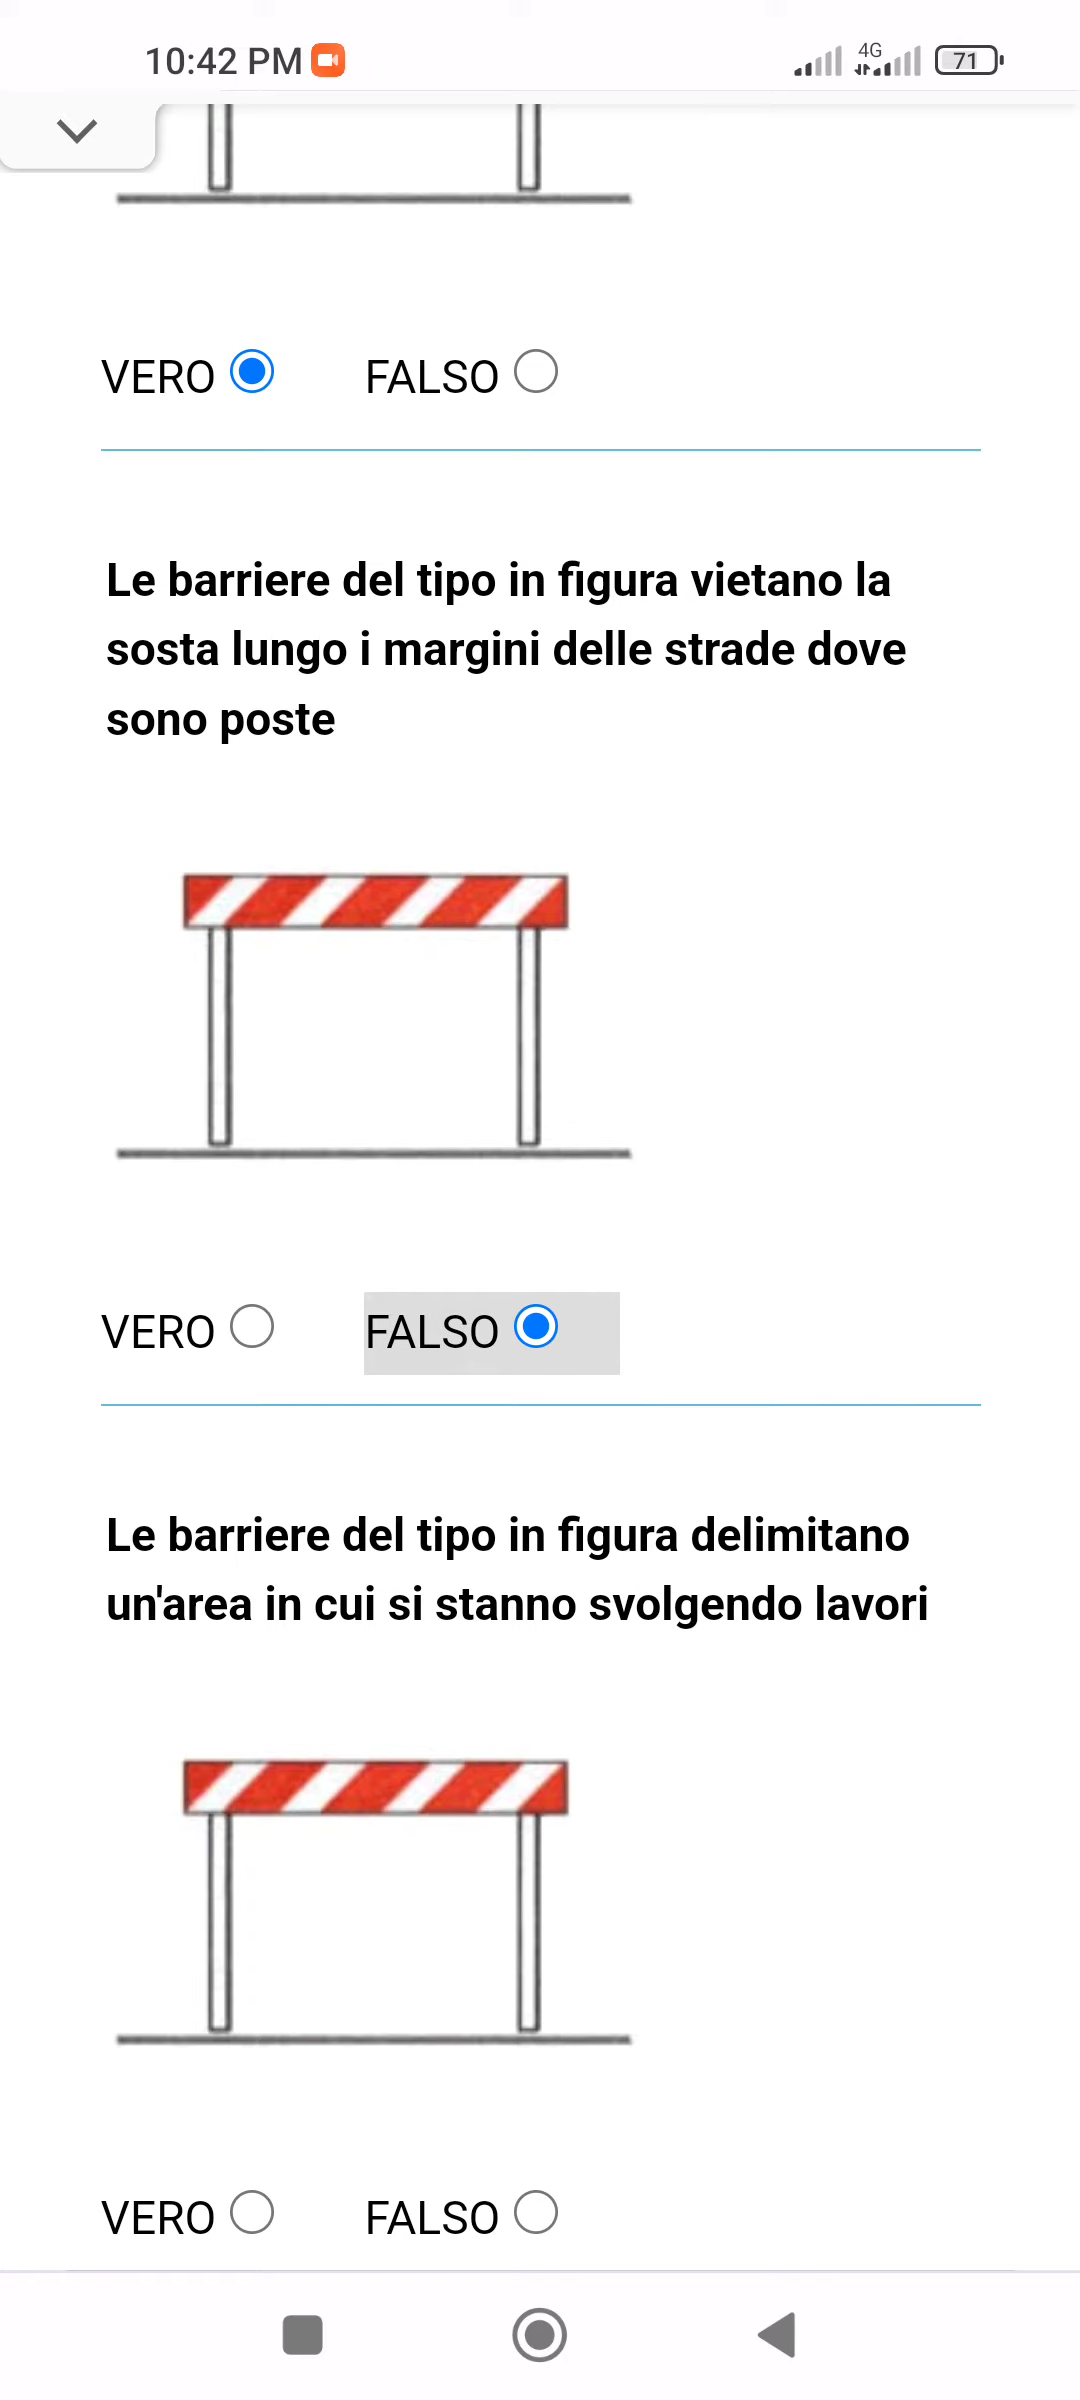 10:42 PM
4G
71
VERO FALSO
Le barriere del tipo in figura vietano la
sosta lungo i margini delle strade dove
sono poste
VERO FALSO
Le barriere del tipo in figura delimitano
un'area in cui si stanno svolgendo lavori
VERO FALSO